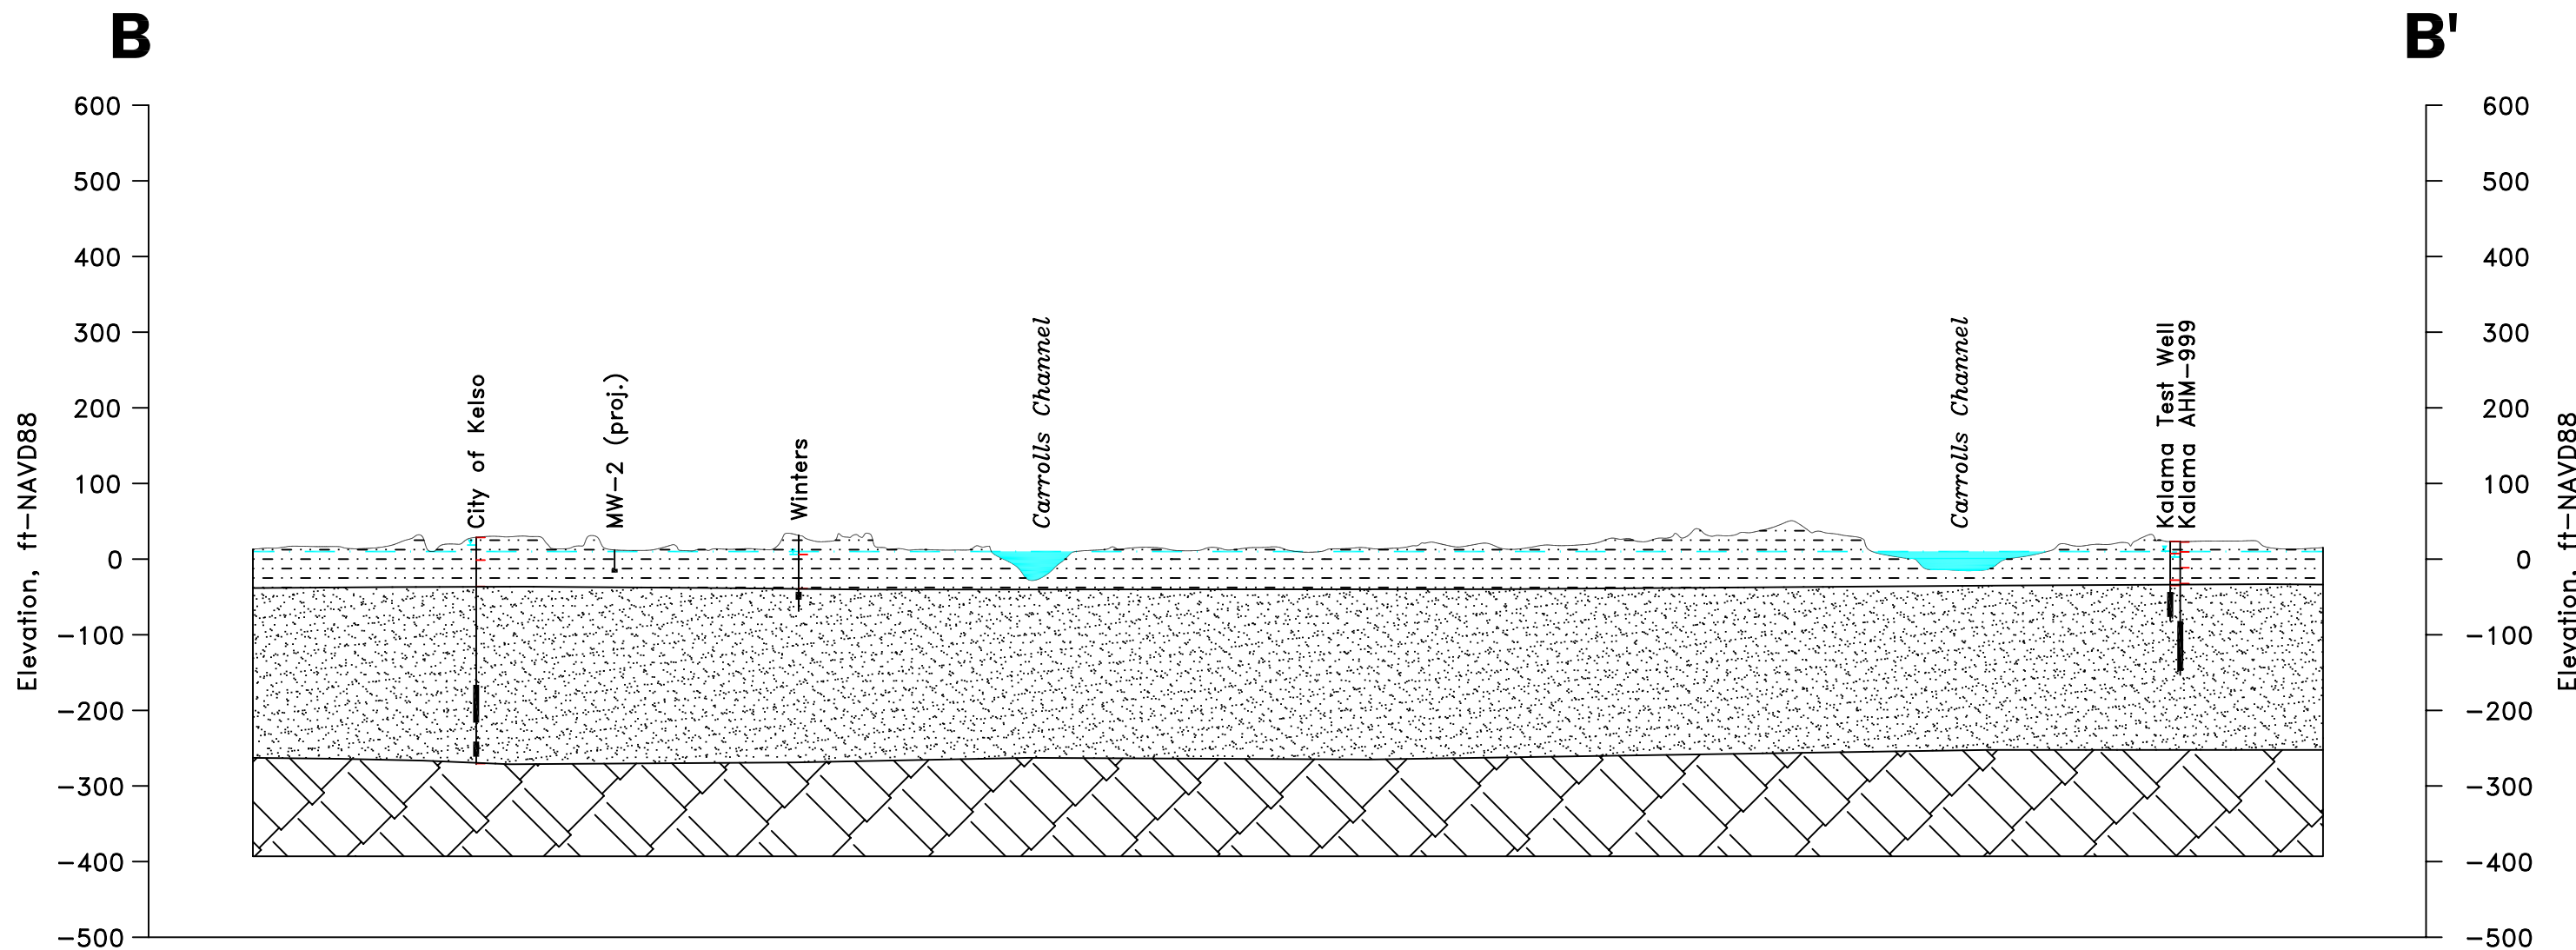 B
B'
600
500
400
300
200
100
0
−100
−200
−300
−400
−500
Elevation, ft−NAVD88
City of Kelso
MW−2 (proj.)
Winters
Carrolls Channel
Carrolls Channel
Kalama Test Well
Kalama AHM−999
600
500
400
300
200
100
0
−100
−200
−300
−400
−500
Elevation, ft−NAVD88